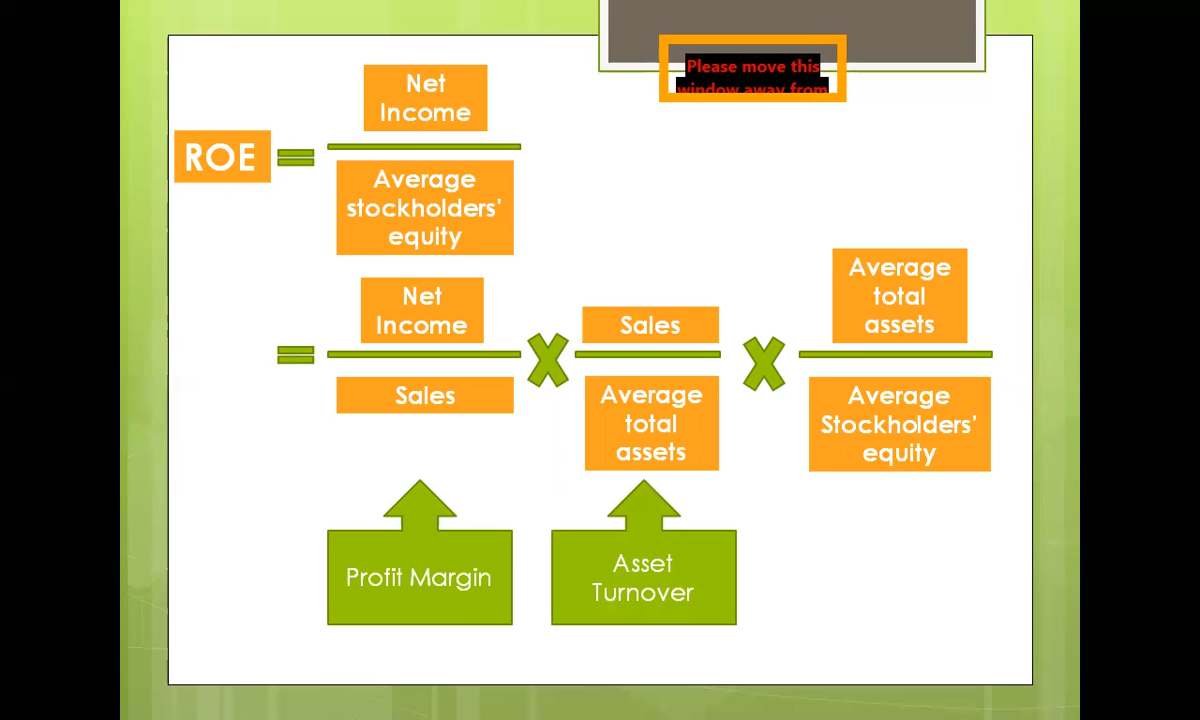 Please move this
window away from
Net
Income
ROE
=
Average
stockholders'
equity
=
Net
Income
Sales
X
Sales
Average
total
assets
X
Average
total
assets
Average
Stockholders'
equity
Profit Margin
Asset
Turnover